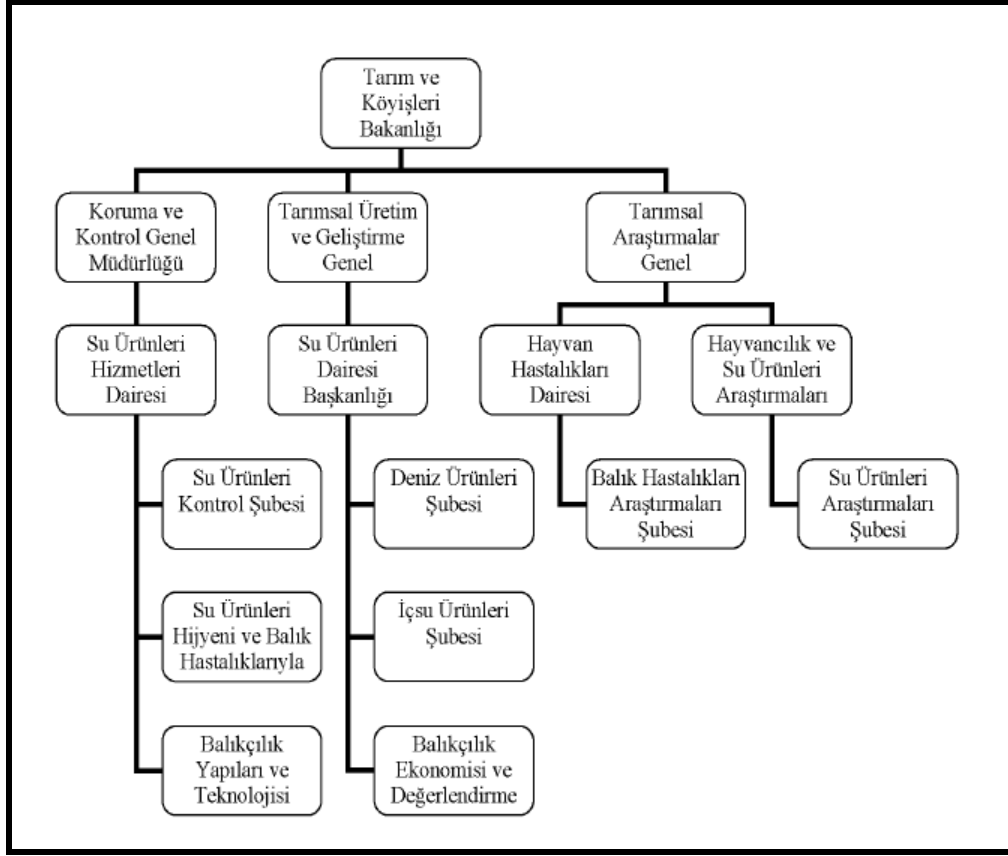 Tarım ve
Köyişleri
Bakanlığı
Koruma ve
Kontrol Genel
Müdürlüğü
Tarımsal Üretim
ve Geliştirme
Genel
Tarımsal
Araştırmalar
Genel
Su Ürünleri
Hizmetleri
Dairesi
Su Ürünleri
Dairesi
Başkanlığı
Hayvan
Hastalıkları
Dairesi
Hayvancılık ve
Su Ürünleri
Araştırmaları
Su Ürünleri
Kontrol Şubesi
Deniz Ürünleri
Şubesi
Balık Hastalıkları
Araştırmaları
Şubesi
Su Ürünleri
Araştırmaları
Şubesi
Su Ürünleri
Hijyeni ve Balık
Hastalıklarıyla
İçsu Ürünleri
Şubesi
Balıkçılık
Yapıları ve
Teknolojisi
Balıkçılık
Ekonomisi ve
Değerlendirme